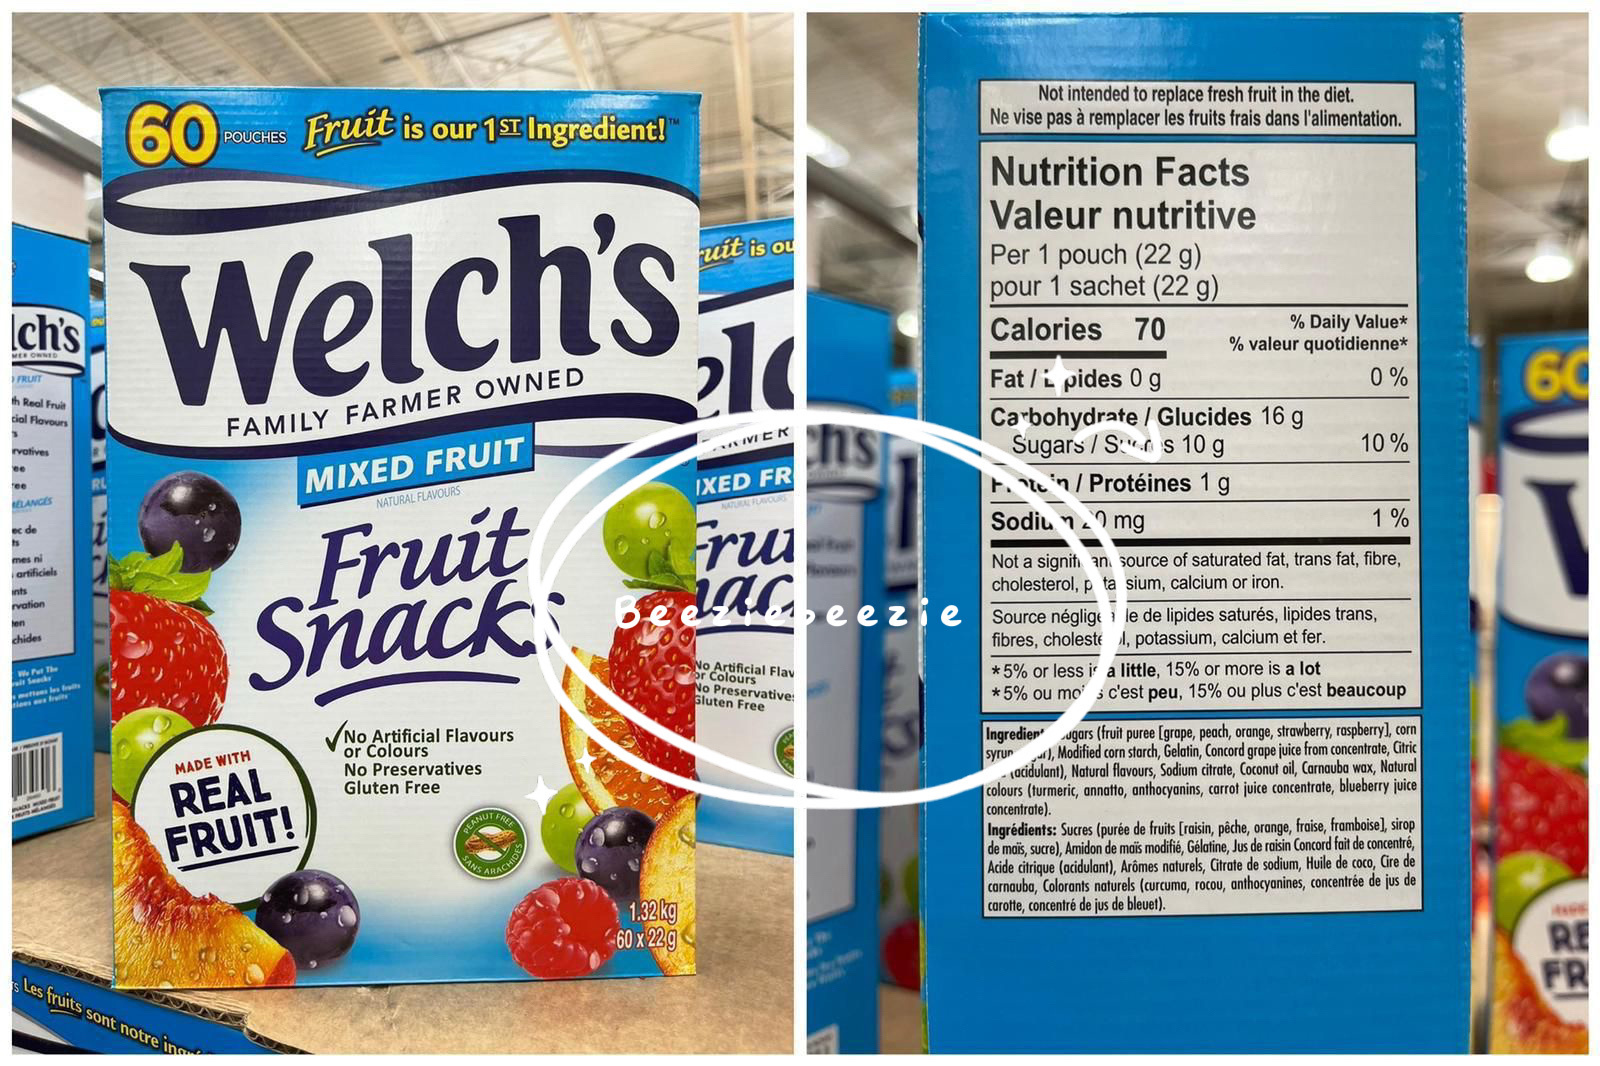 60 POUCHES
Fruit is our 1ST Ingredient!™
Welch's
FAMILY FARMER OWNED
MIXED FRUIT
NATURAL FLAVOURS
Fruit
Snacks
MADE WITH
REAL
FRUIT!
✓No Artificial Flavours
or Colours
No Preservatives
Gluten Free
PEANUT FREE
SANS ARACHIDES
1.32 kg
60 x 22 g
Les fruits sont notre
Beeziebeezie
Not intended to replace fresh fruit in the diet.
Ne vise pas à remplacer les fruits frais dans l'alimentation.
Nutrition Facts
Valeur nutritive
Per 1 pouch (22 g)
pour 1 sachet (22 g)
Calories 70
% Daily Value*
% valeur quotidienne*
Fat / Lipides 0 g 0 %
Carbohydrate / Glucides 16 g
Sugars / Sucres 10 g 10 %
Protein / Protéines 1 g
Sodium 20 mg 1 %
Not a significant source of saturated fat, trans fat, fibre,
cholesterol, potassium, calcium or iron.
Source négligeable de lipides saturés, lipides trans,
fibres, cholestérol, potassium, calcium et fer.
*5% or less is a little, 15% or more is a lot
*5% ou moins c'est peu, 15% ou plus c'est beaucoup
Ingredients: Sugars (fruit puree [grape, peach, orange, strawberry, raspberry], corn
syrup, sugar), Modified corn starch, Gelatin, Concord grape juice from concentrate, Citric
acid (acidulant), Natural flavours, Sodium citrate, Coconut oil, Carnauba wax, Natural
colours (turmeric, annatto, anthocyanins, carrot juice concentrate, blueberry juice
concentrate).
Ingrédients: Sucres (purée de fruits [raisin, pêche, orange, fraise, framboise], sirop
de maïs, sucre), Amidon de maïs modifié, Gélatine, Jus de raisin Concord fait de concentré,
Acide citrique (acidulant), Arômes naturels, Citrate de sodium, Huile de coco, Cire de
carnauba, Colorants naturels (curcuma, rocou, anthocyanines, concentrée de jus de
carotte, concentré de jus de bleuet).